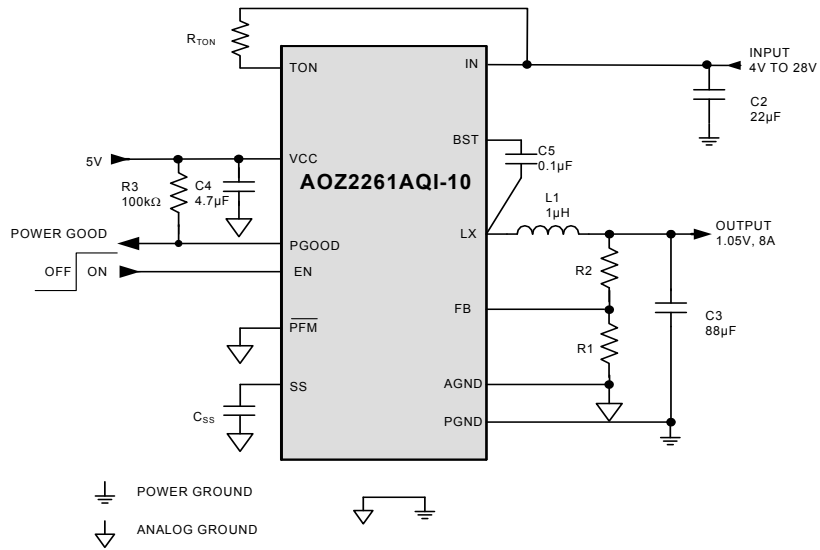 R_TON
TON
IN
INPUT
4V TO 28V
C2
22µF
BST
C5
0.1µF
5V
VCC
AOZ2261AQI-10
R3
100kΩ
C4
4.7µF
L1
1µH
LX
OUTPUT
1.05V, 8A
POWER GOOD
PGOOD
R2
OFF
ON
EN
FB
C3
88µF
PFM
R1
SS
AGND
C_SS
PGND
POWER GROUND
ANALOG GROUND